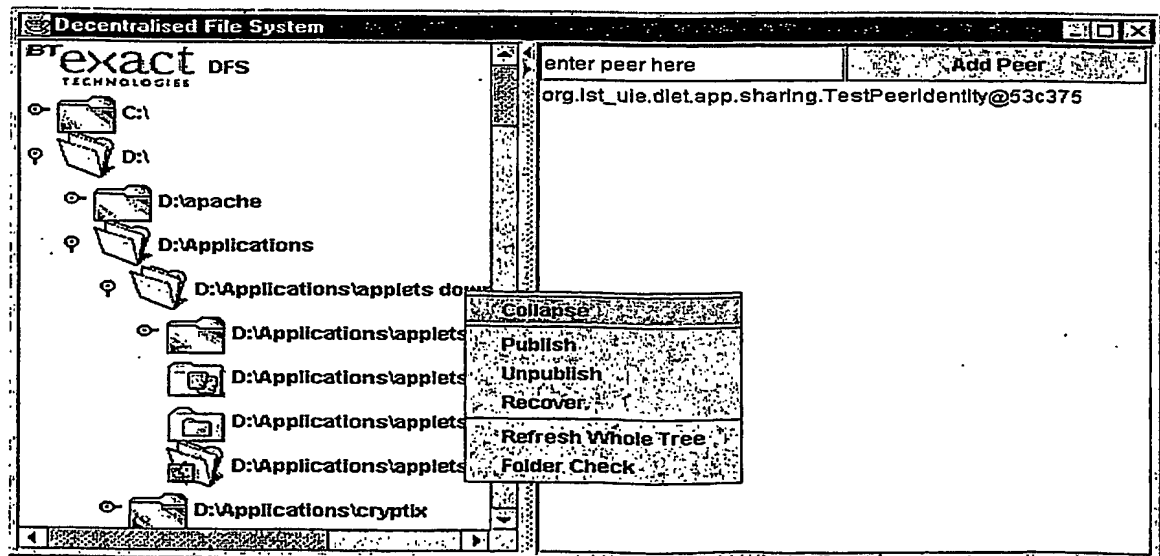 Decentralised File System
BT exact DFS
TECHNOLOGIES
enter peer here
Add Peer
org.ist_uie.diet.app.sharing.TestPeerIdentity@53c375
C:\
D:\
D:\apache
D:\Applications
D:\Applications\applets dow
D:\Applications\applets
D:\Applications\applets
D:\Applications\applets
D:\Applications\applets
D:\Applications\cryptix
Collapse
Publish
Unpublish
Recover
Refresh Whole Tree
Folder Check